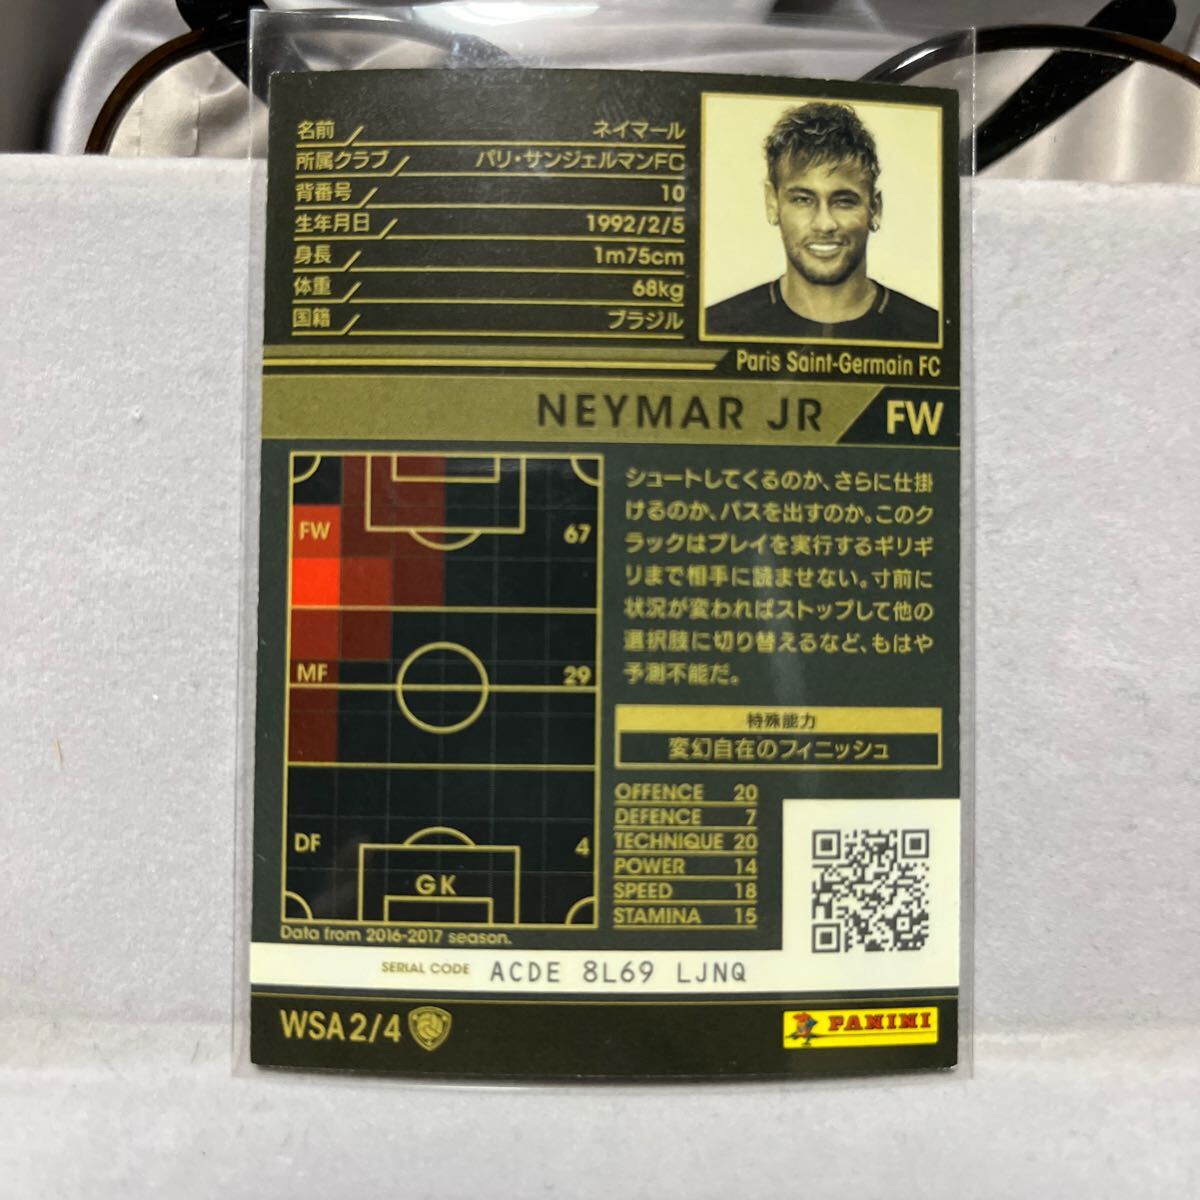 名前 ネイマール
所属クラブ パリ・サンジェルマンFC
背番号 10
生年月日 1992/2/5
身長 1m75cm
体重 68kg
国籍 ブラジル
Paris Saint-Germain FC
NEYMAR JR FW
シュートしてくるのか、さらに仕掛
けるのか、パスを出すのか。このク
ラックはプレイを実行するギリギ
リまで相手に読ませない。寸前に
状況が変わればストップして他の
選択肢に切り替えるなど、もはや
予測不能だ。
FW 67
MF 29
DF 4
GK
Data from 2016-2017 season.
特殊能力
変幻自在のフィニッシュ
OFFENCE 20
DEFENCE 7
TECHNIQUE 20
POWER 14
SPEED 18
STAMINA 15
SERIAL CODE ACDE 8L69 LJNQ
WSA2/4
PANINI